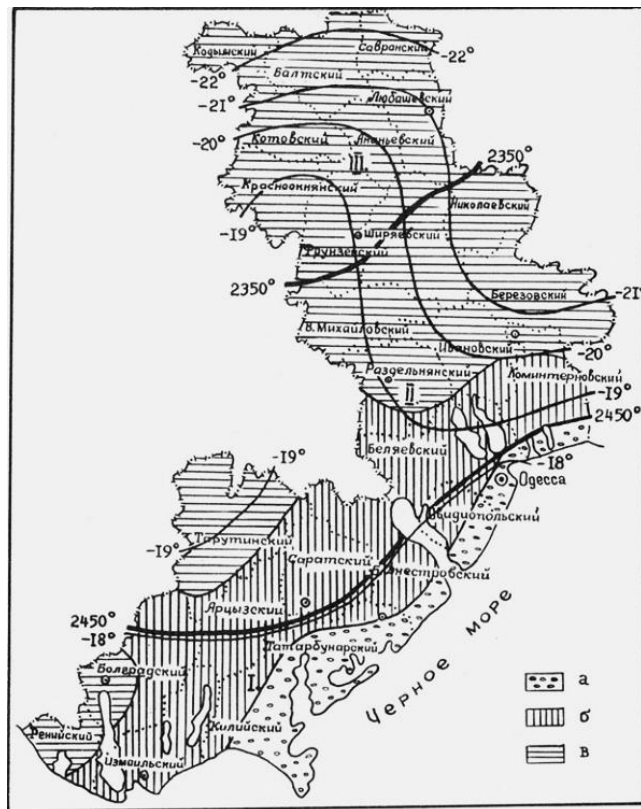 Кодымский
Савранский
-22°
-22°
Балтский
-21°
Любашевский
-20°
Котовский
Ананьевский
III
2350°
Красноокнянский
Николаевский
-19°
Ширяевский
Фрунзевский
2350°
Березовский
-21°
В.Михайловский
Ивановский
-20°
Раздельнянский
Коминтерновский
-19°
II
2450°
Беляевский
-18°
-19°
Одесса
Овидиопольский
-19°
Тарутинский
Саратский
Днестровский
Арцызский
2450°
-18°
Татарбунарский
Черное море
Болградский
I
а
Ренийский
Килийский
б
Измаильский
в